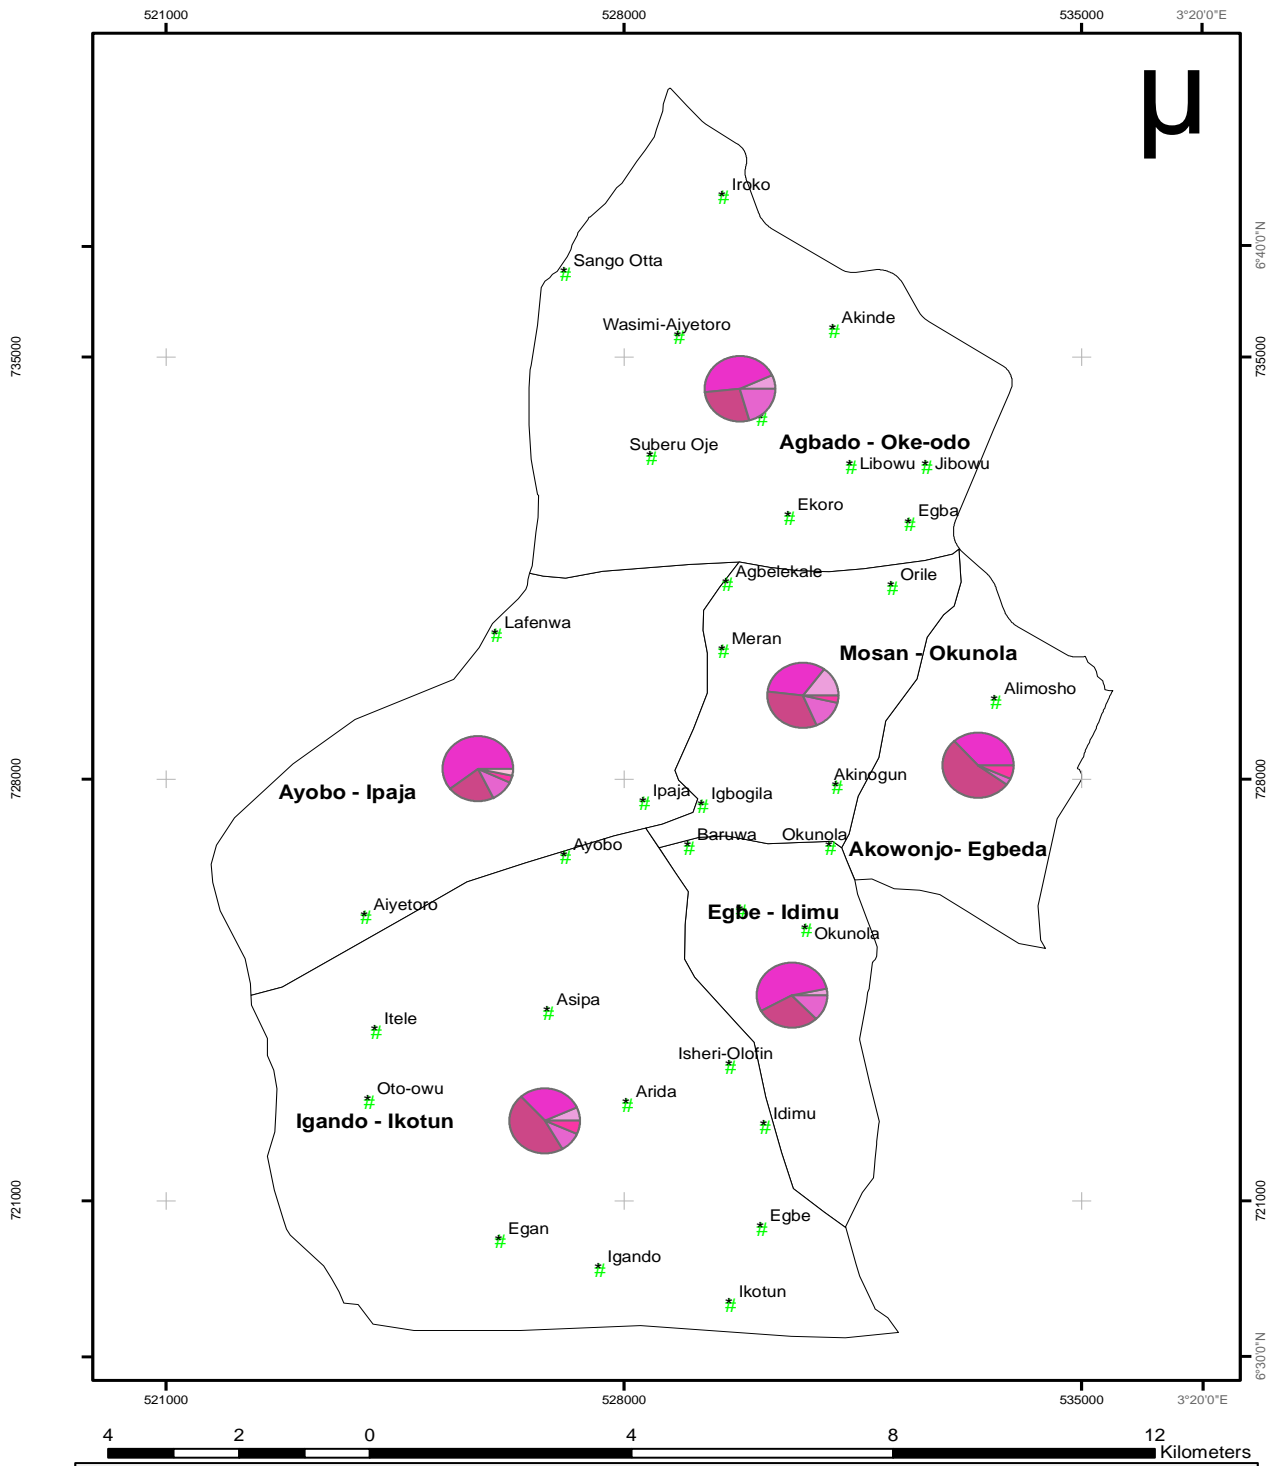 521000 528000 535000 3°20'0"E
µ
Iroko
6°40'0"N
Sango Otta
Wasimi-Aiyetoro
Akinde
735000
735000
Agbado - Oke-odo
Suberu Oje
Libowu
Jibowu
Ekoro
Egba
Agbelekale
Orile
Lafenwa
Meran
Mosan - Okunola
Alimosho
728000
728000
Akinogun
Ayobo - Ipaja
Ipaja
Igbogila
Baruwa
Okunola
Ayobo
Akowonjo- Egbeda
Aiyetoro
Egbe - Idimu
Okunola
Asipa
Itele
Isheri-Olofin
Oto-owu
Arida
Igando - Ikotun
Idimu
721000
721000
Egbe
Egan
Igando
Ikotun
6°30'0"N
521000 528000 535000 3°20'0"E
4 2 0 4 8 12
Kilometers